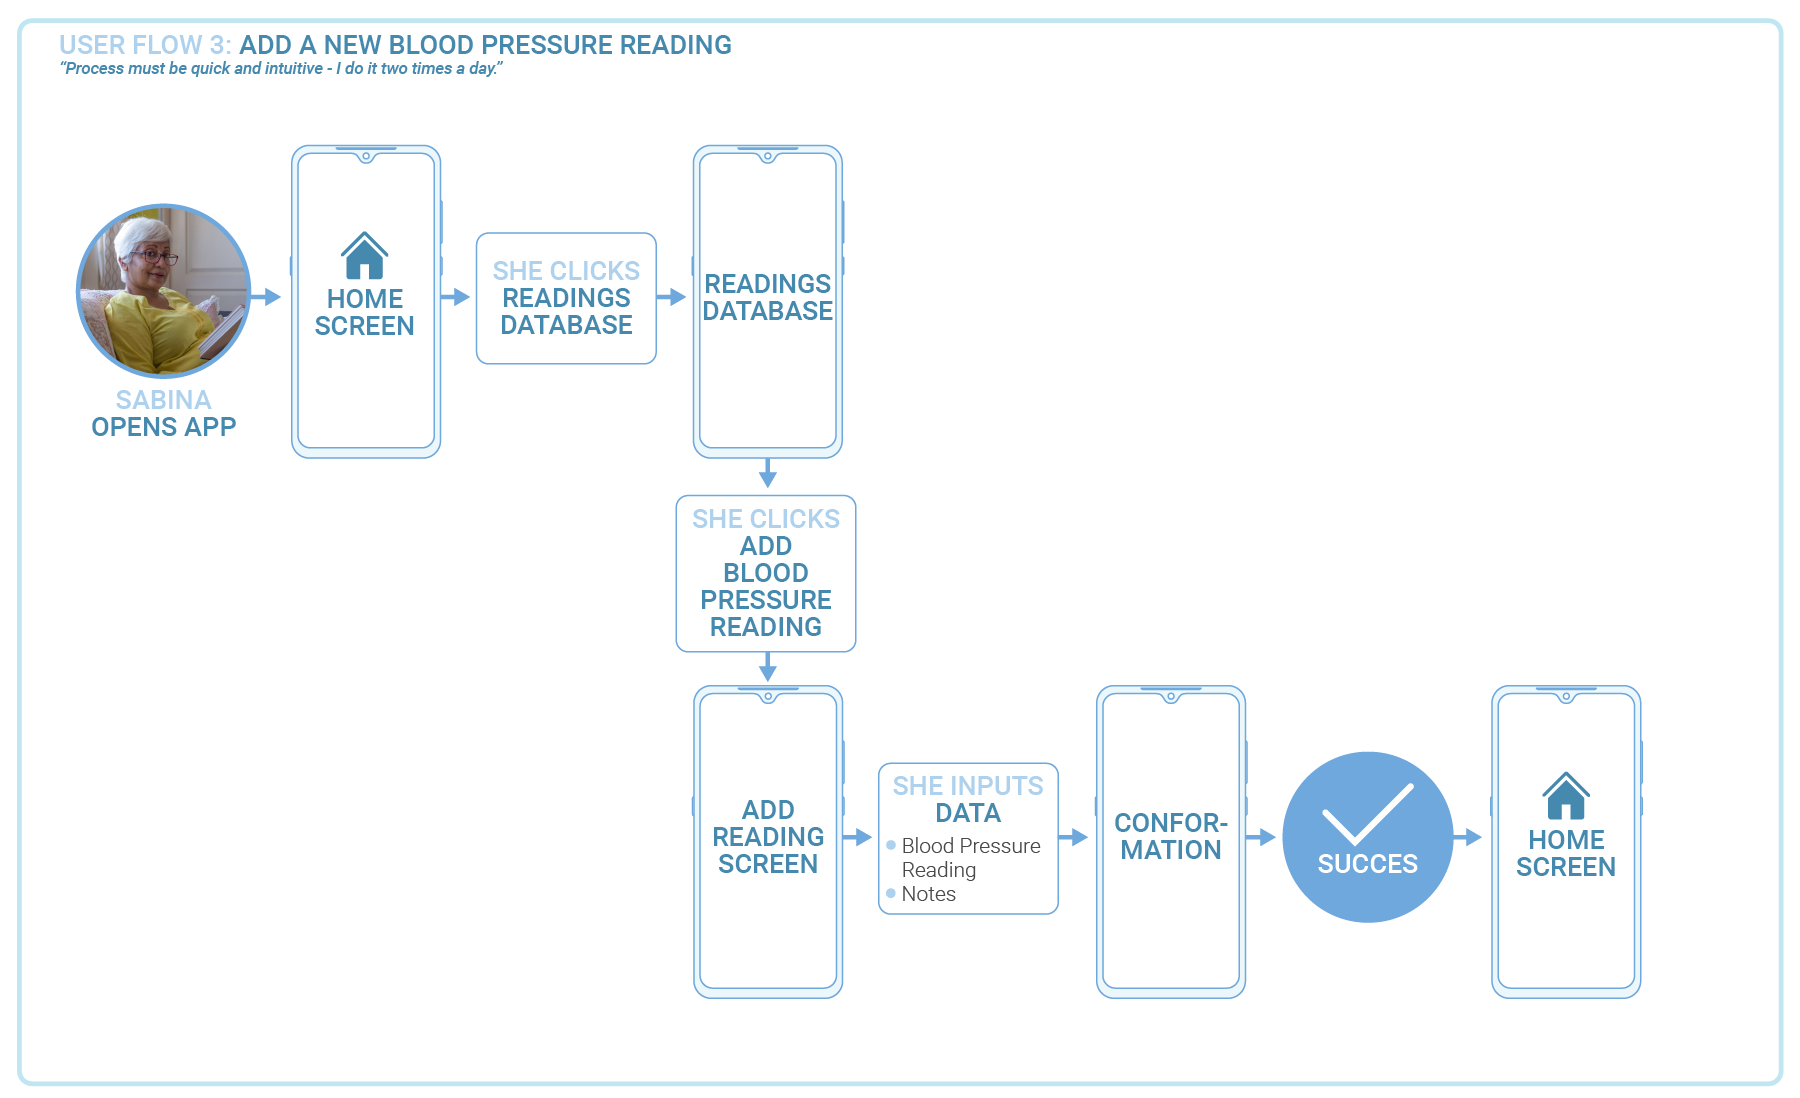 USER FLOW 3: ADD A NEW BLOOD PRESSURE READING
“Process must be quick and intuitive - I do it two times a day.”
SABINA
OPENS APP
HOME
SCREEN
SHE CLICKS
READINGS
DATABASE
READINGS
DATABASE
SHE CLICKS
ADD
BLOOD
PRESSURE
READING
ADD
READING
SCREEN
SHE INPUTS
DATA
Blood Pressure
Reading
Notes
CONFOR-
MATION
SUCCES
HOME
SCREEN